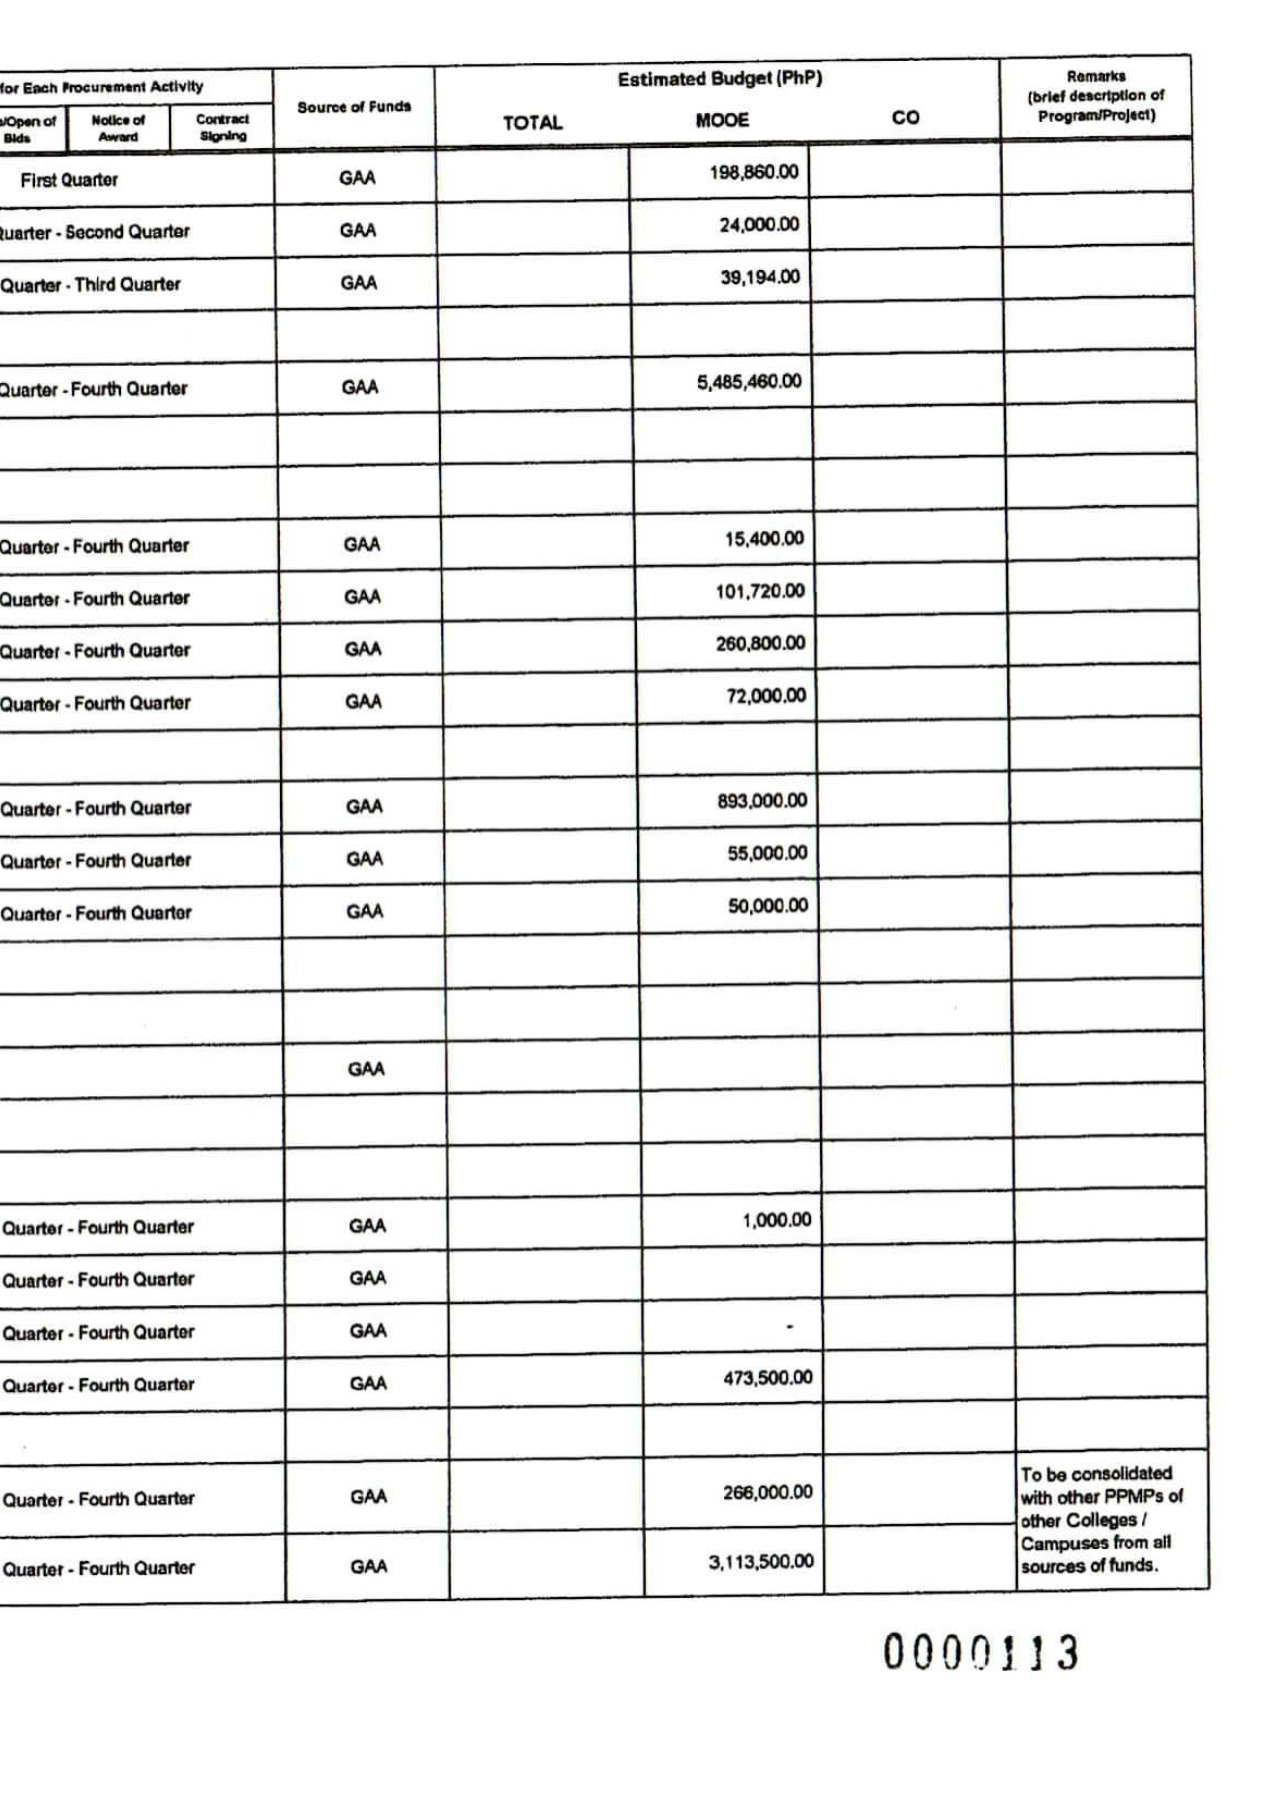 for Each Procurement Activity
Source of Funds
Estimated Budget (PhP)
Remarks
(brief description of
Program/Project)
/Open of
Bids
Notice of
Award
Contract
Signing
TOTAL
MOOE
CO
First Quarter GAA 198,860.00
Quarter - Second Quarter GAA 24,000.00
Quarter - Third Quarter GAA 39,194.00
Quarter - Fourth Quarter GAA 5,485,460.00
Quarter - Fourth Quarter GAA 15,400.00
Quarter - Fourth Quarter GAA 101,720.00
Quarter - Fourth Quarter GAA 260,800.00
Quarter - Fourth Quarter GAA 72,000.00
Quarter - Fourth Quarter GAA 893,000.00
Quarter - Fourth Quarter GAA 55,000.00
Quarter - Fourth Quarter GAA 50,000.00
GAA
Quarter - Fourth Quarter GAA 1,000.00
Quarter - Fourth Quarter GAA
Quarter - Fourth Quarter GAA -
Quarter - Fourth Quarter GAA 473,500.00
Quarter - Fourth Quarter GAA 266,000.00
Quarter - Fourth Quarter GAA 3,113,500.00
To be consolidated
with other PPMPs of
other Colleges /
Campuses from all
sources of funds.
0000113